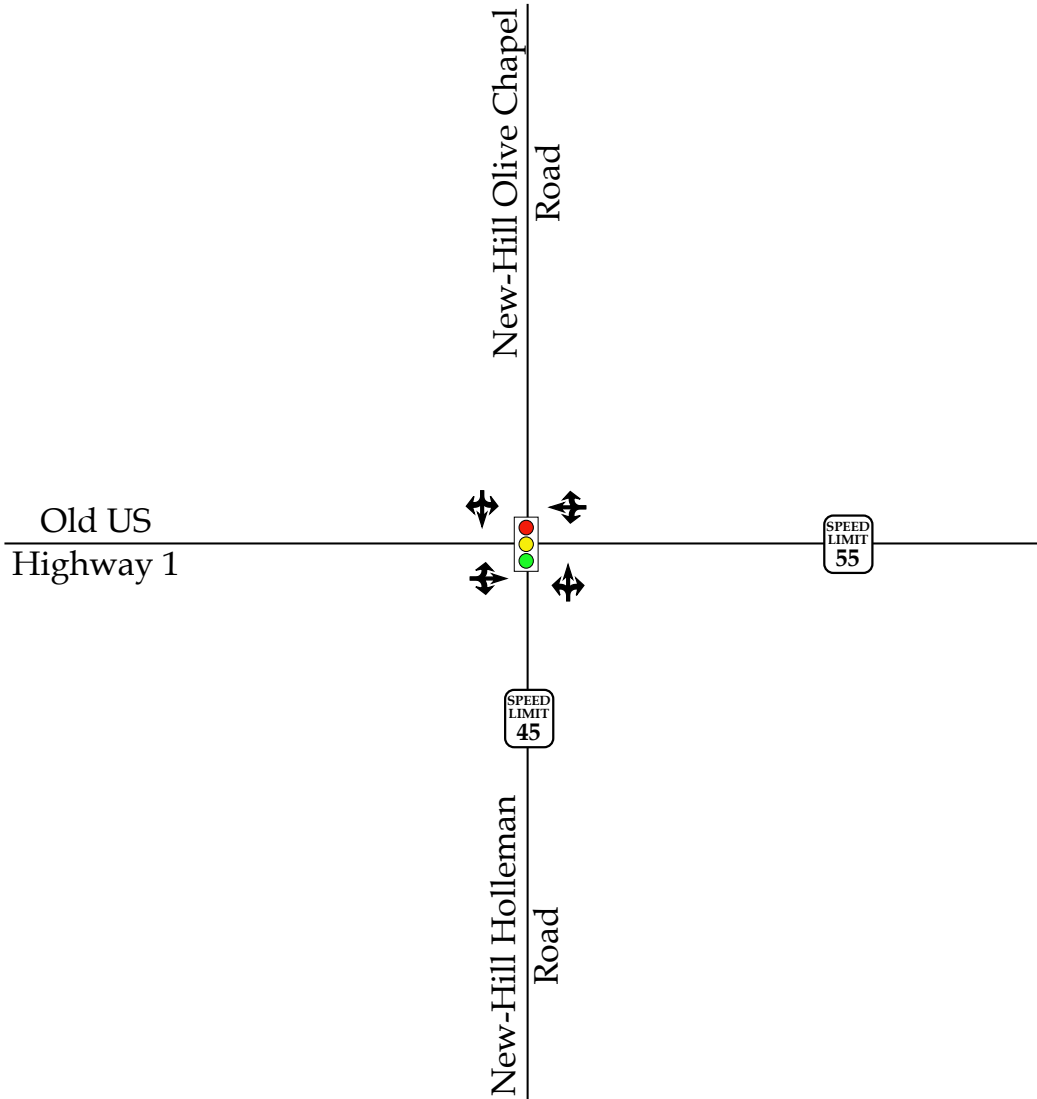 New-Hill Olive Chapel
Road
Old US
Highway 1
SPEED
LIMIT
55
SPEED
LIMIT
45
New-Hill Holleman
Road